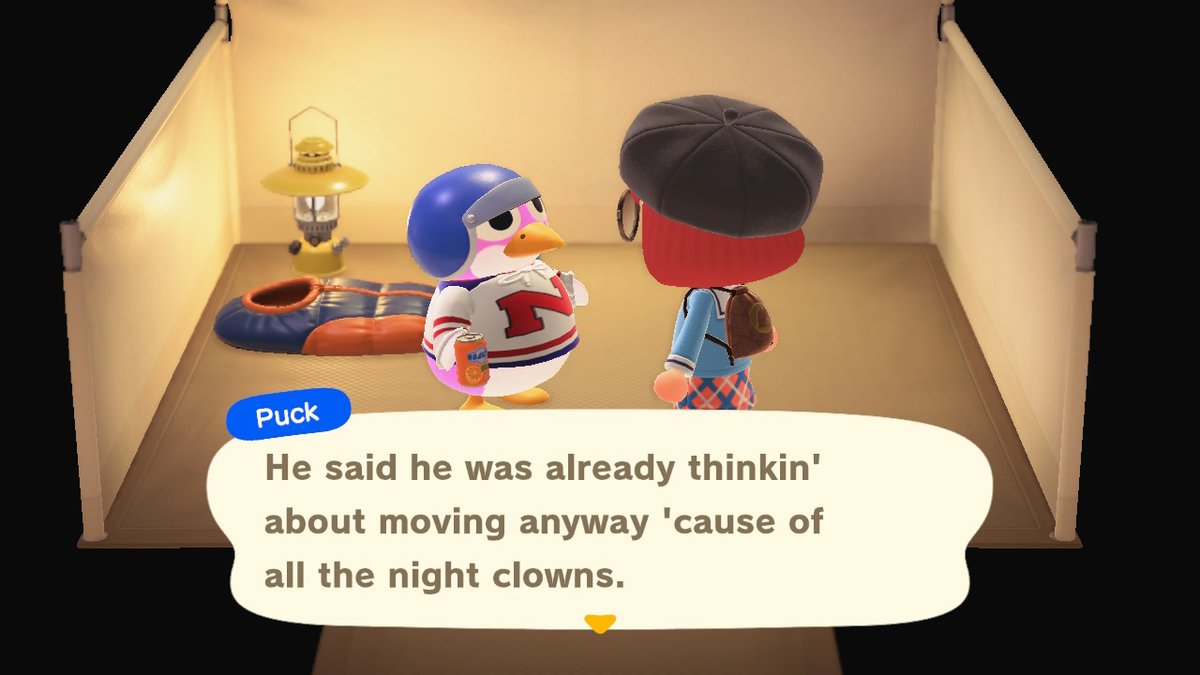 N
Puck
He said he was already thinkin'
about moving anyway 'cause of
all the night clowns.